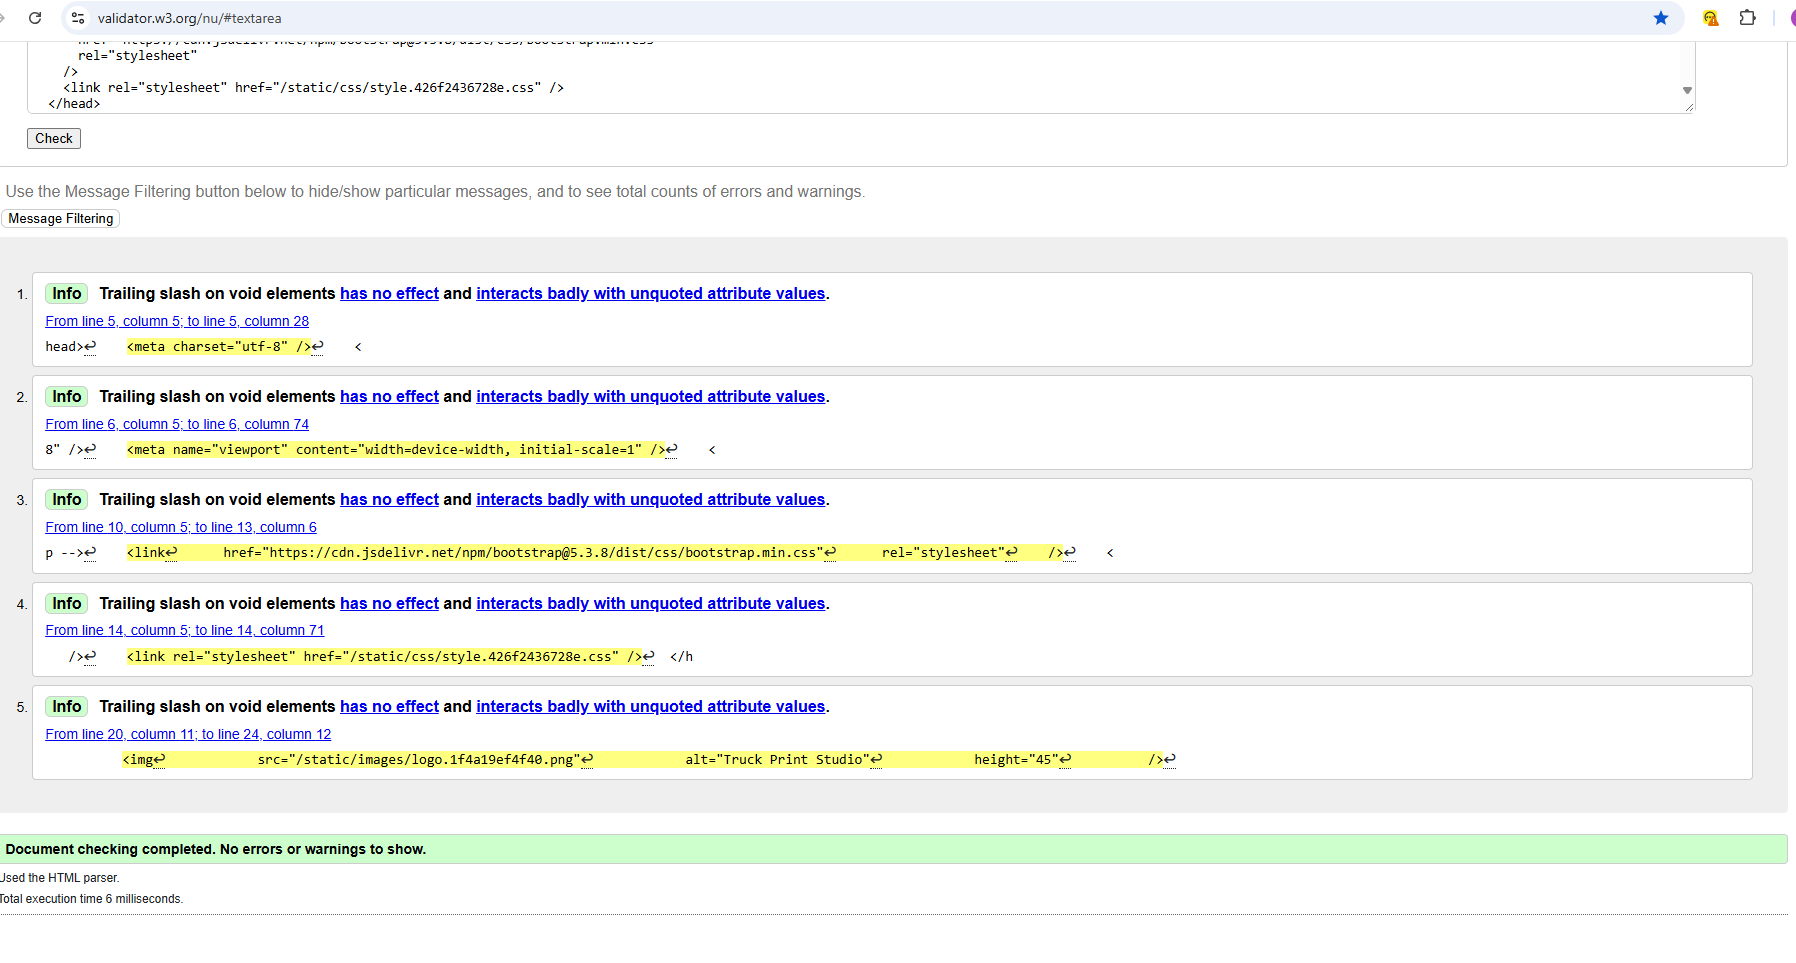 validator.w3.org/nu/#textarea
rel="stylesheet"
/>
<link rel="stylesheet" href="/static/css/style.426f2436728e.css" />
</head>
Check
Use the Message Filtering button below to hide/show particular messages, and to see total counts of errors and warnings.
Message Filtering
1. Info Trailing slash on void elements has no effect and interacts badly with unquoted attribute values.
From line 5, column 5; to line 5, column 28
head>↩ <meta charset="utf-8" />↩ <
2. Info Trailing slash on void elements has no effect and interacts badly with unquoted attribute values.
From line 6, column 5; to line 6, column 74
8" />↩ <meta name="viewport" content="width=device-width, initial-scale=1" />↩ <
3. Info Trailing slash on void elements has no effect and interacts badly with unquoted attribute values.
From line 10, column 5; to line 13, column 6
p -->↩ <link↩ href="https://cdn.jsdelivr.net/npm/bootstrap@5.3.8/dist/css/bootstrap.min.css"↩ rel="stylesheet"↩ />↩ <
4. Info Trailing slash on void elements has no effect and interacts badly with unquoted attribute values.
From line 14, column 5; to line 14, column 71
/>↩ <link rel="stylesheet" href="/static/css/style.426f2436728e.css" />↩ </h
5. Info Trailing slash on void elements has no effect and interacts badly with unquoted attribute values.
From line 20, column 11; to line 24, column 12
<img↩ src="/static/images/logo.1f4a19ef4f40.png"↩ alt="Truck Print Studio"↩ height="45"↩ />↩
Document checking completed. No errors or warnings to show.
Used the HTML parser.
Total execution time 6 milliseconds.